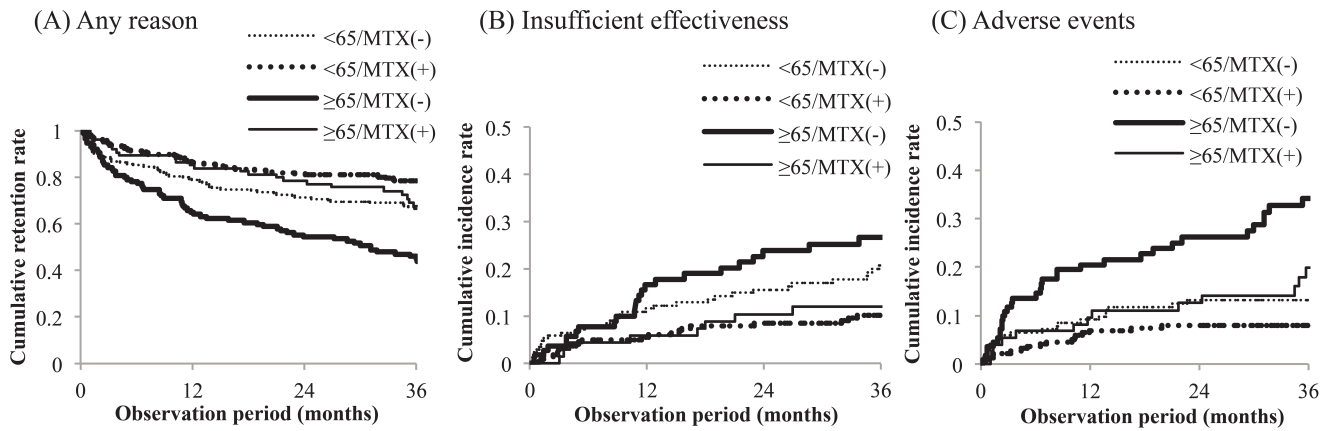 (A) Any reason
<65/MTX(-)
<65/MTX(+)
≥65/MTX(-)
≥65/MTX(+)
Cumulative retention rate
1
0.8
0.6
0.4
0.2
0
0 12 24 36
Observation period (months)
(B) Insufficient effectiveness
<65/MTX(-)
<65/MTX(+)
≥65/MTX(-)
≥65/MTX(+)
Cumulative incidence rate
0.5
0.4
0.3
0.2
0.1
0
0 12 24 36
Observation period (months)
(C) Adverse events
<65/MTX(-)
<65/MTX(+)
≥65/MTX(-)
≥65/MTX(+)
Cumulative incidence rate
0.5
0.4
0.3
0.2
0.1
0
0 12 24 36
Observation period (months)